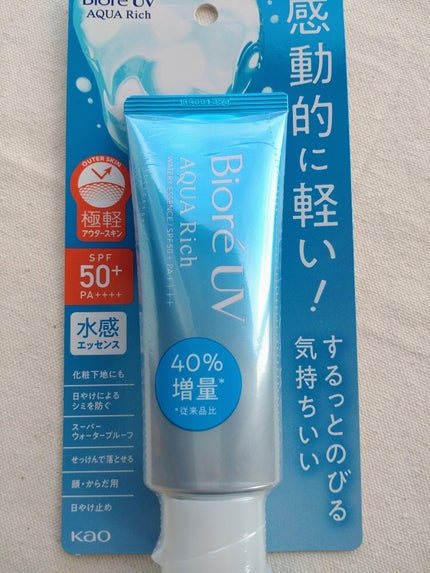 Bioré UV
AQUA Rich
感動的に軽い!
するっとのびる
気持ちいい
OUTER SKIN
極軽
アウタースキン
SPF
50+
PA++++
水感
エッセンス
化粧下地にも
日やけによる
シミを防ぐ
スーパー
ウォータープルーフ
せっけんで落とせる
顔・からだ用
日やけ止め
Kao
Bioré UV
AQUA Rich
WATERY ESSENCE / SPF50+ PA++++
40%
増量*
*従来品比